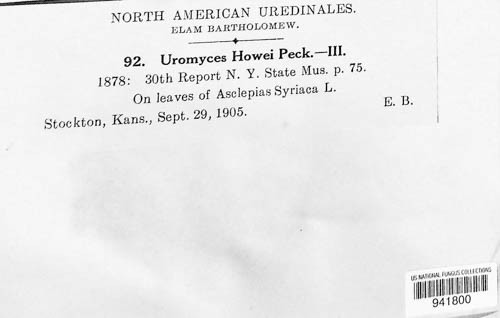 NORTH AMERICAN UREDINALES.
ELAM BARTHOLOMEW.
92. Uromyces Howei Peck.—III.
1878: 30th Report N. Y. State Mus. p. 75.
On leaves of Asclepias Syriaca L.
E. B.
Stockton, Kans., Sept. 29, 1905.
US NATIONAL FUNGUS COLLECTIONS
941800